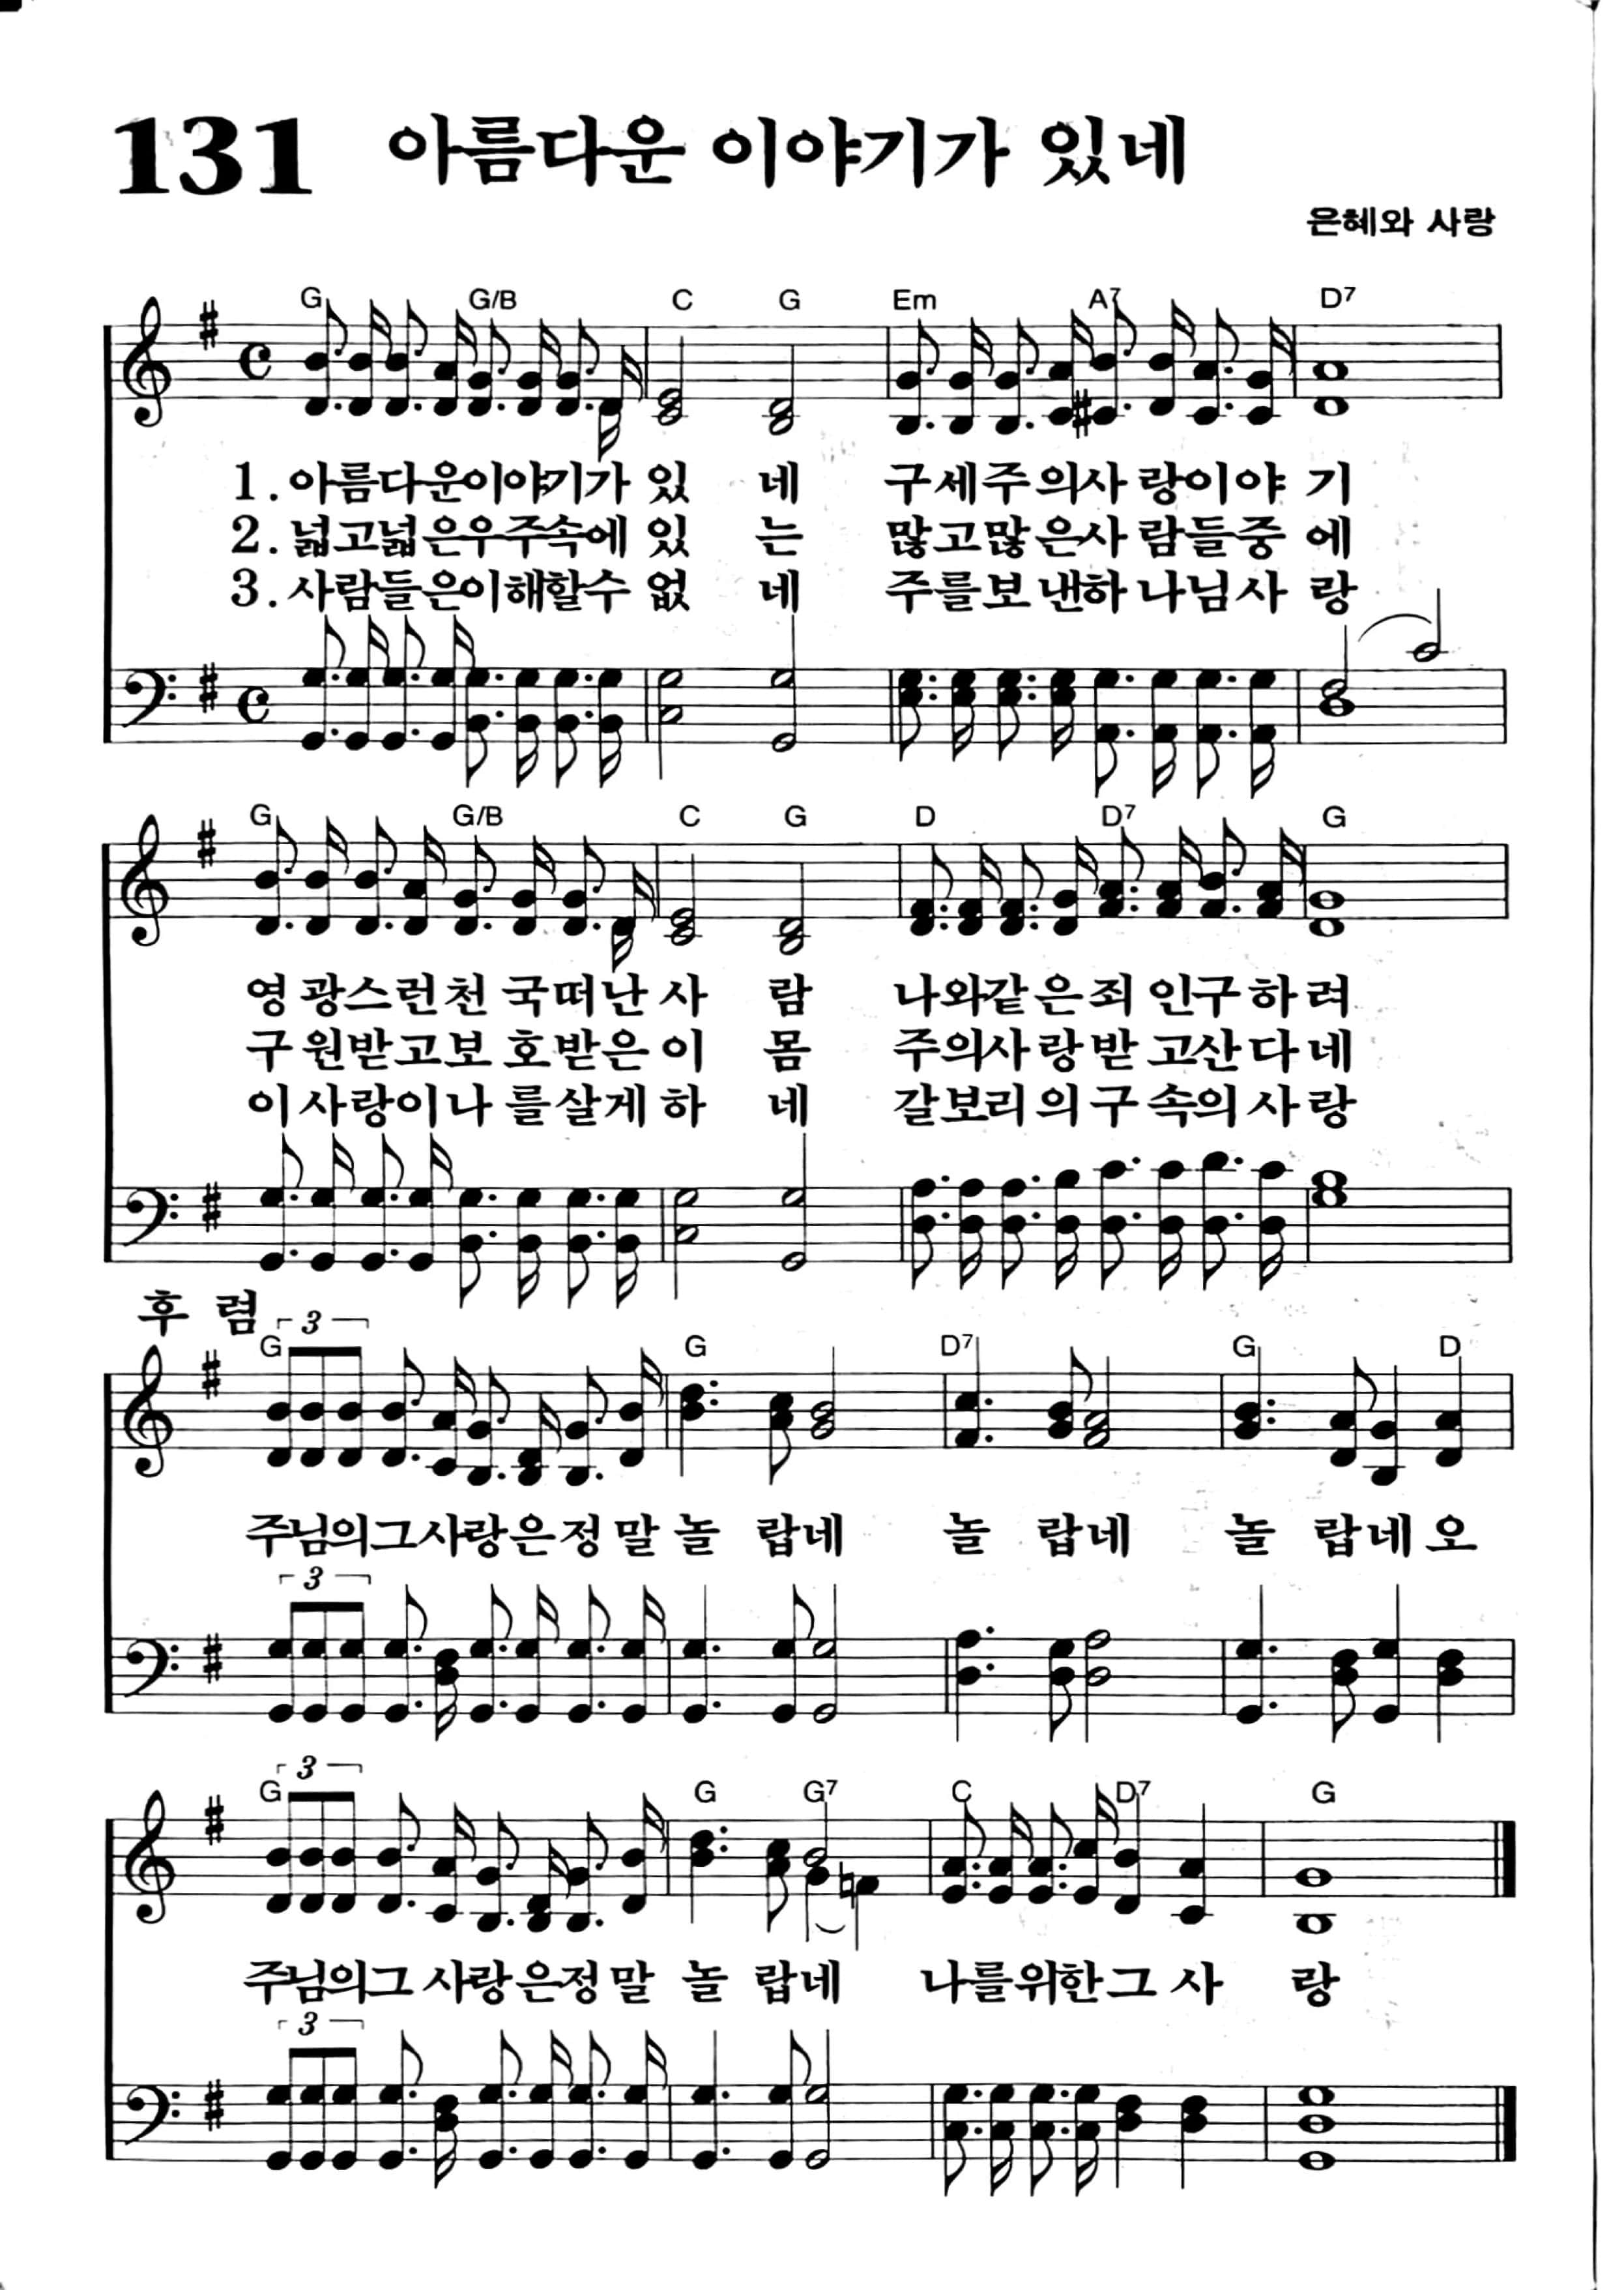 131 아름다운 이야기가 있네
은혜와 사랑
G G/B C G Em A7 D7
1. 아름다운이야기가 있 네 구세주의사랑이야 기
2. 넓고넓은우주속에 있 는 많고많은사람들중 에
3. 사람들은이해할수 없 네 주를보낸하나님사 랑
G G/B C G D D7 G
영광스런천국떠난사 람 나와같은죄인구하려
구원받고보호받은이 몸 주의사랑받고산다네
이사랑이나를살게하 네 갈보리의구속의사랑
후 렴
3
G G D7 G D
주님의그사랑은정말 놀 랍네 놀 랍네 놀 랍네 오
3
3
G G G7 C D7 G
주님의그 사랑은정말 놀 랍네 나를위한그 사 랑
3